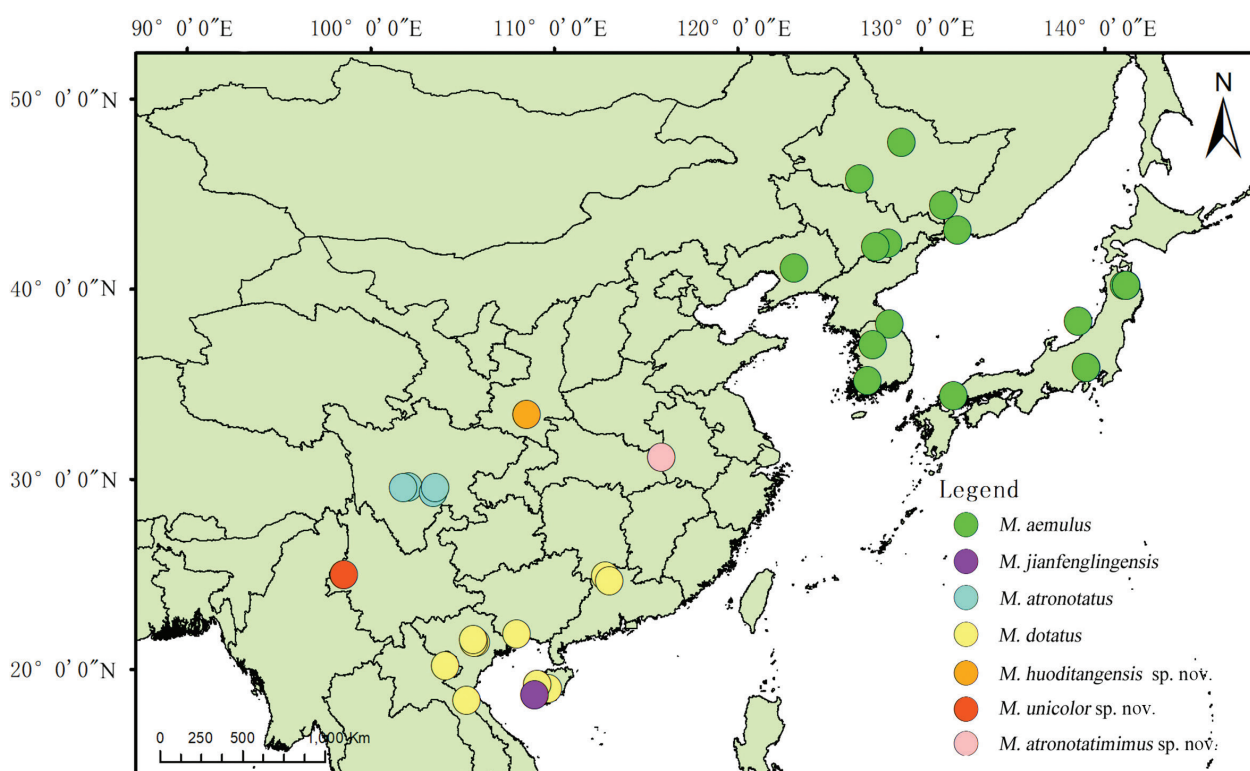 90° 0'0"E 100° 0'0"E 110° 0'0"E 120° 0'0"E 130° 0'0"E 140° 0'0"E
N
50° 0'0"N
40° 0'0"N
30° 0'0"N
20° 0'0"N
Legend
M. aemulus
M. jianfenglingensis
M. atronotatus
M. dotatus
M. huoditangensis sp. nov.
M. unicolor sp. nov.
M. atronotatimimus sp. nov.
0 250 500 1,000 Km